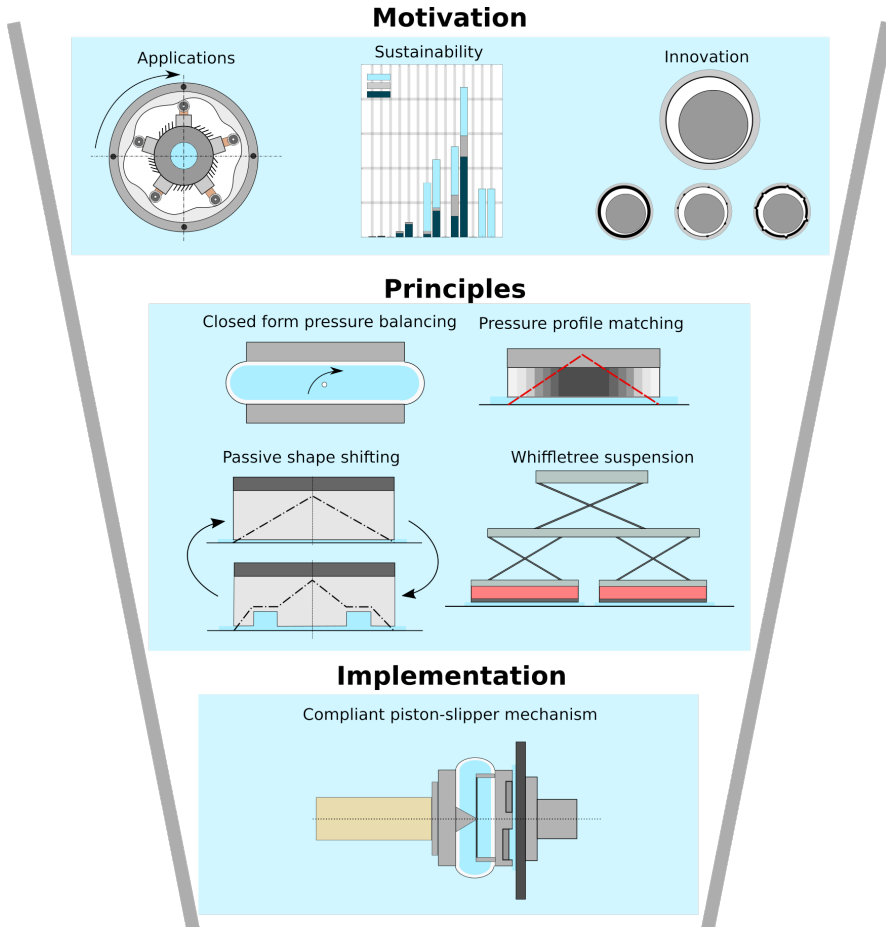 Motivation
Applications
Sustainability
Innovation
Principles
Closed form pressure balancing
Pressure profile matching
Passive shape shifting
Whiffletree suspension
Implementation
Compliant piston-slipper mechanism